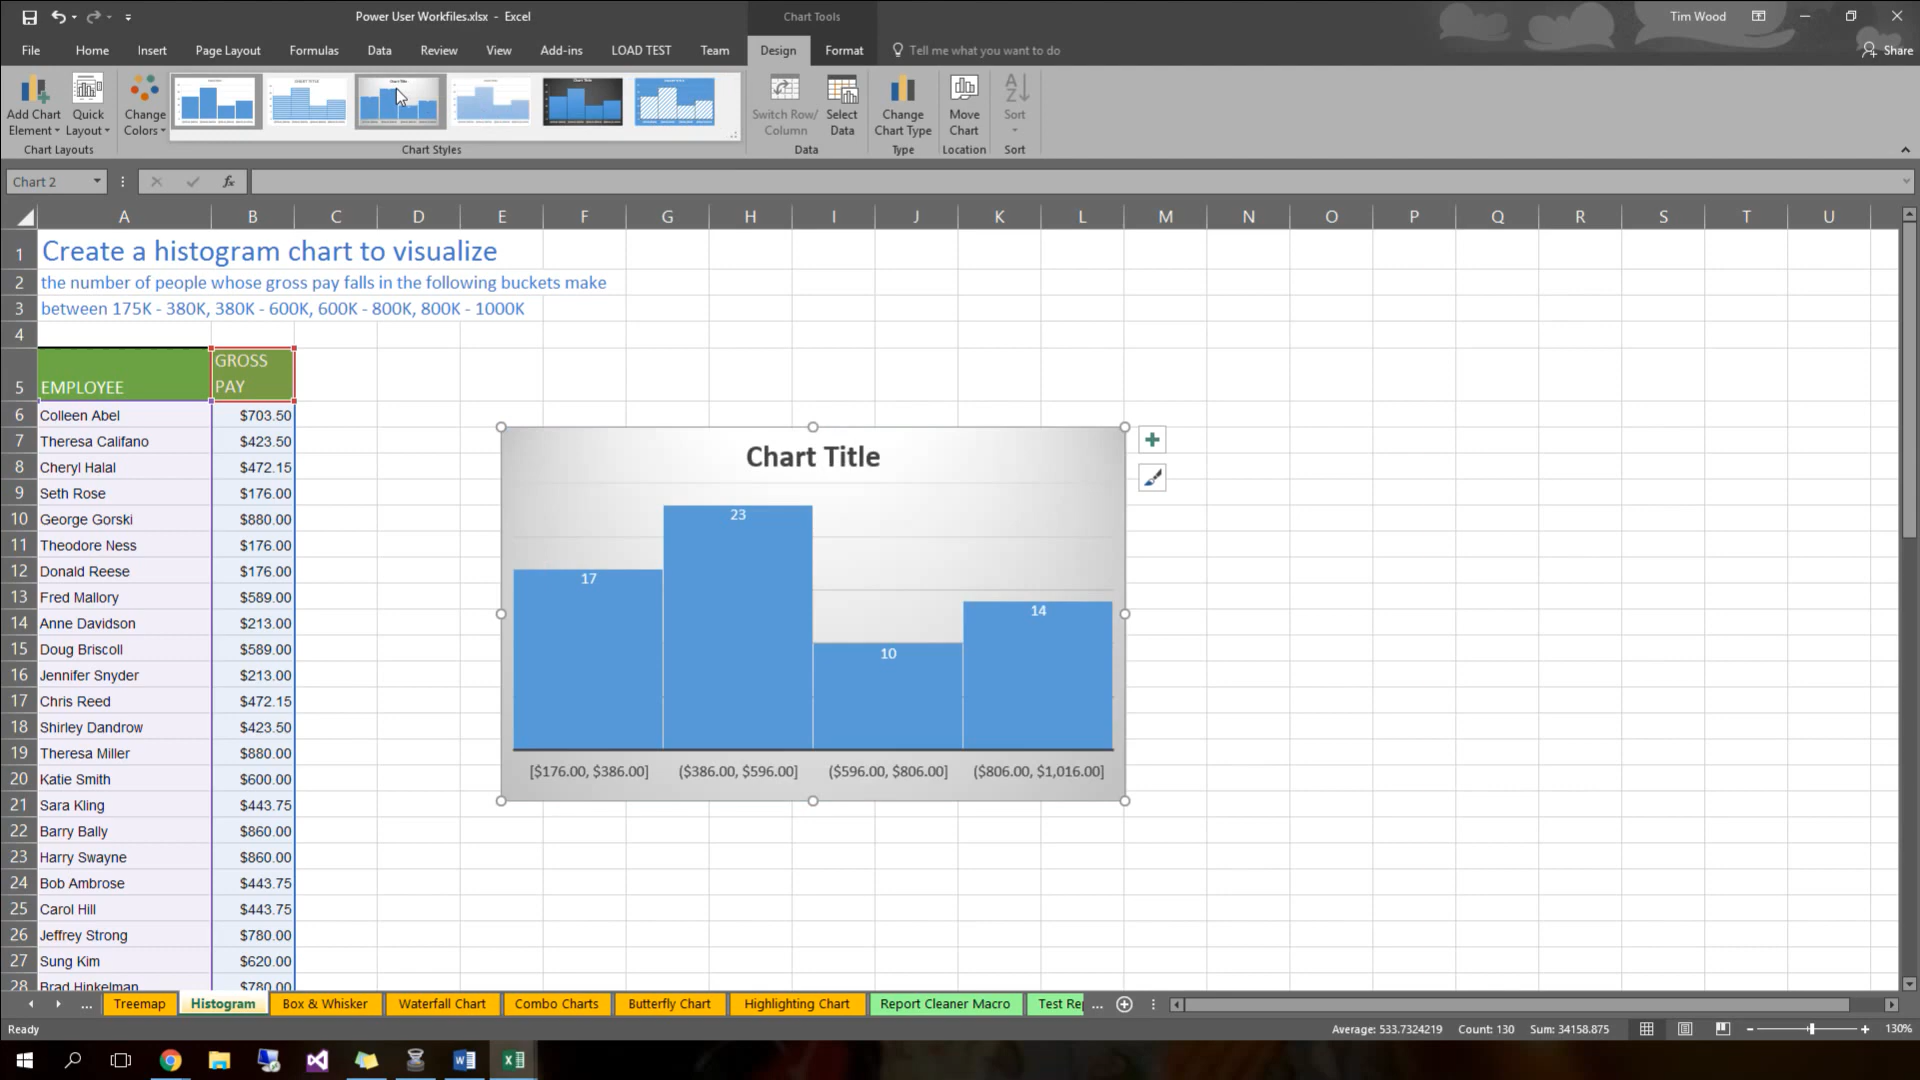 Power User Workfiles.xlsx - Excel
Chart Tools
Tim Wood
File Home Insert Page Layout Formulas Data Review View Add-ins LOAD TEST Team Design Format Tell me what you want to do Share
Add Chart Element
Quick Layout
Change Colors
Switch Row/ Column
Select Data
Change Chart Type
Move Chart
Sort
Chart Layouts Chart Styles Data Type Location Sort
Chart 2 fx
A B C D E F G H I J K L M N O P Q R S T U
1 Create a histogram chart to visualize
2 the number of people whose gross pay falls in the following buckets make
3 between 175K - 380K, 380K - 600K, 600K - 800K, 800K - 1000K
4
5 EMPLOYEE GROSS PAY
6 Colleen Abel $703.50
7 Theresa Califano $423.50
8 Cheryl Halal $472.15
9 Seth Rose $176.00
10 George Gorski $880.00
11 Theodore Ness $176.00
12 Donald Reese $176.00
13 Fred Mallory $589.00
14 Anne Davidson $213.00
15 Doug Briscoll $589.00
16 Jennifer Snyder $213.00
17 Chris Reed $472.15
18 Shirley Dandrow $423.50
19 Theresa Miller $880.00
20 Katie Smith $600.00
21 Sara Kling $443.75
22 Barry Bally $860.00
23 Harry Swayne $860.00
24 Bob Ambrose $443.75
25 Carol Hill $443.75
26 Jeffrey Strong $780.00
27 Sung Kim $620.00
28 Brad Hinkelman $780.00
Chart Title
23
17
14
10
[$176.00, $386.00] ($386.00, $596.00] ($596.00, $806.00] ($806.00, $1,016.00]
... Treemap Histogram Box & Whisker Waterfall Chart Combo Charts Butterfly Chart Highlighting Chart Report Cleaner Macro Test Re ...
Ready Average: 533.7324219 Count: 130 Sum: 34158.875 130%